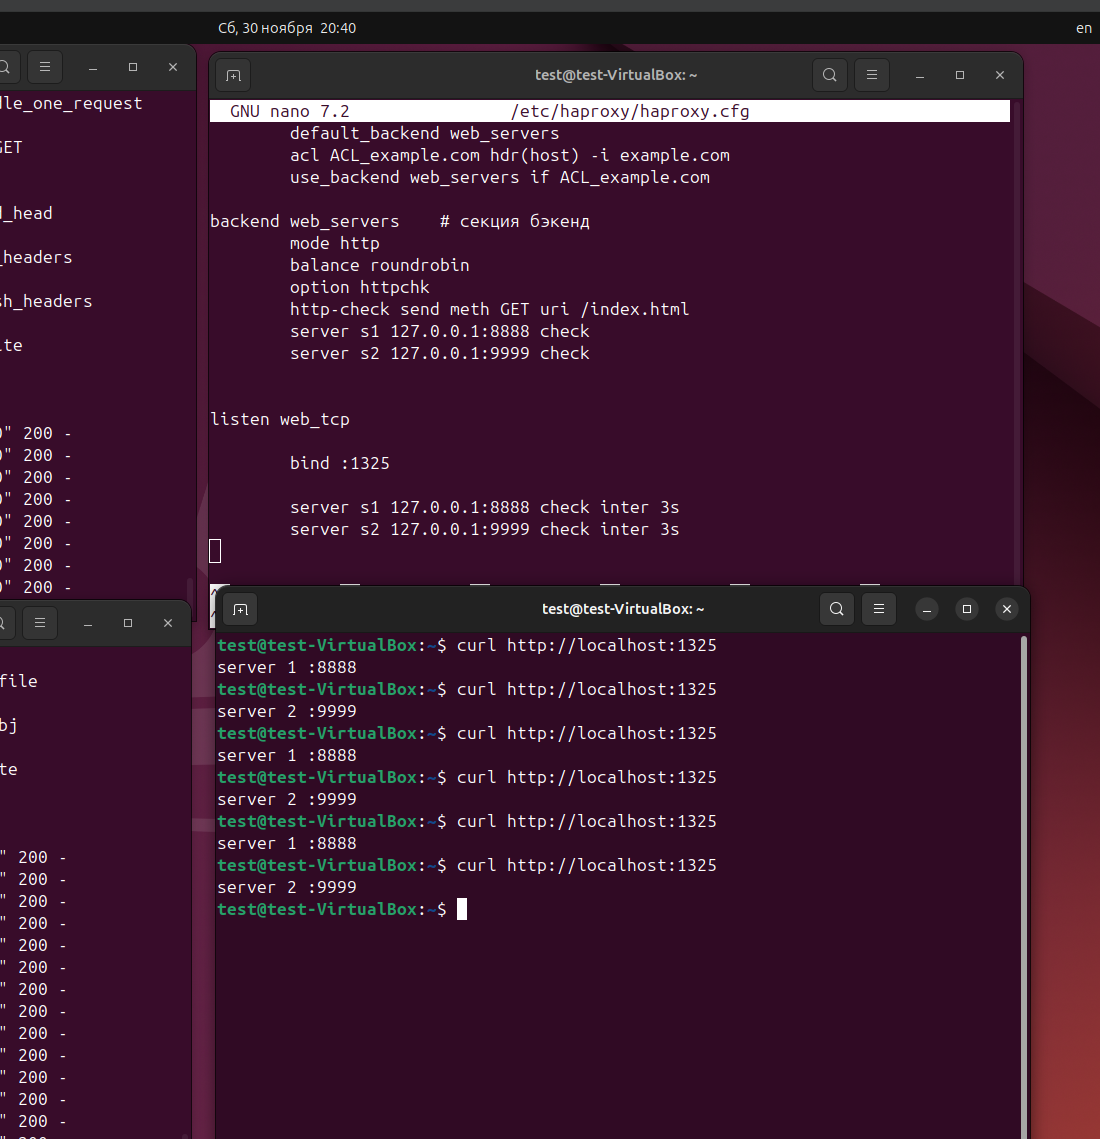 Сб, 30 ноября 20:40
en
dle_one_request
GET
d_head
_headers
sh_headers
ite
0" 200 -
0" 200 -
0" 200 -
0" 200 -
0" 200 -
0" 200 -
0" 200 -
0" 200 -
test@test-VirtualBox: ~
GNU nano 7.2 /etc/haproxy/haproxy.cfg
default_backend web_servers
acl ACL_example.com hdr(host) -i example.com
use_backend web_servers if ACL_example.com
backend web_servers # секция бэкенд
mode http
balance roundrobin
option httpchk
http-check send meth GET uri /index.html
server s1 127.0.0.1:8888 check
server s2 127.0.0.1:9999 check
listen web_tcp
bind :1325
server s1 127.0.0.1:8888 check inter 3s
server s2 127.0.0.1:9999 check inter 3s
file
bj
te
" 200 -
" 200 -
" 200 -
" 200 -
" 200 -
" 200 -
" 200 -
" 200 -
" 200 -
" 200 -
" 200 -
" 200 -
" 200 -
test@test-VirtualBox: ~
test@test-VirtualBox:~$ curl http://localhost:1325
server 1 :8888
test@test-VirtualBox:~$ curl http://localhost:1325
server 2 :9999
test@test-VirtualBox:~$ curl http://localhost:1325
server 1 :8888
test@test-VirtualBox:~$ curl http://localhost:1325
server 2 :9999
test@test-VirtualBox:~$ curl http://localhost:1325
server 1 :8888
test@test-VirtualBox:~$ curl http://localhost:1325
server 2 :9999
test@test-VirtualBox:~$